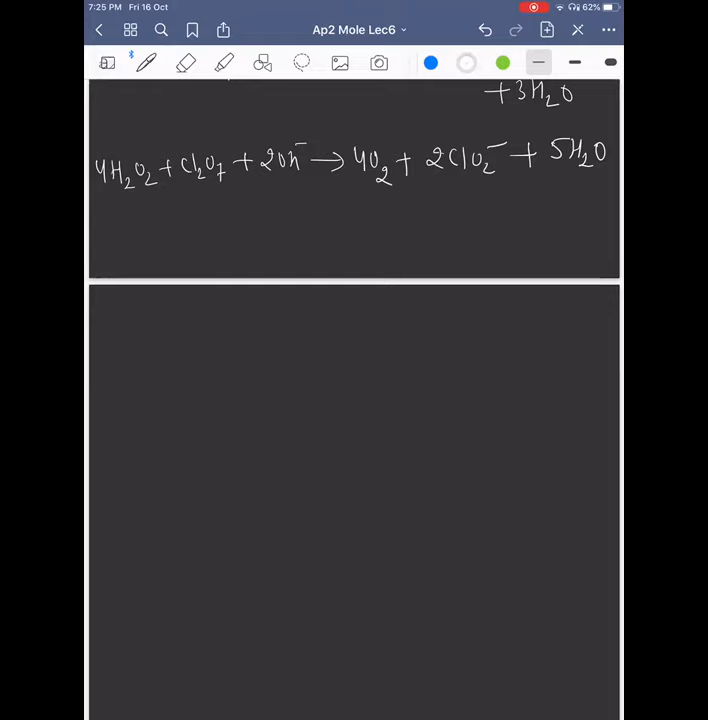 7:25 PM Fri 16 Oct 62%
Ap2 Mole Lec6
+3H₂O
4H₂O₂ + Cl₂O₇ + 2OH⁻ → 4O₂ + 2ClO₂⁻ + 5H₂O